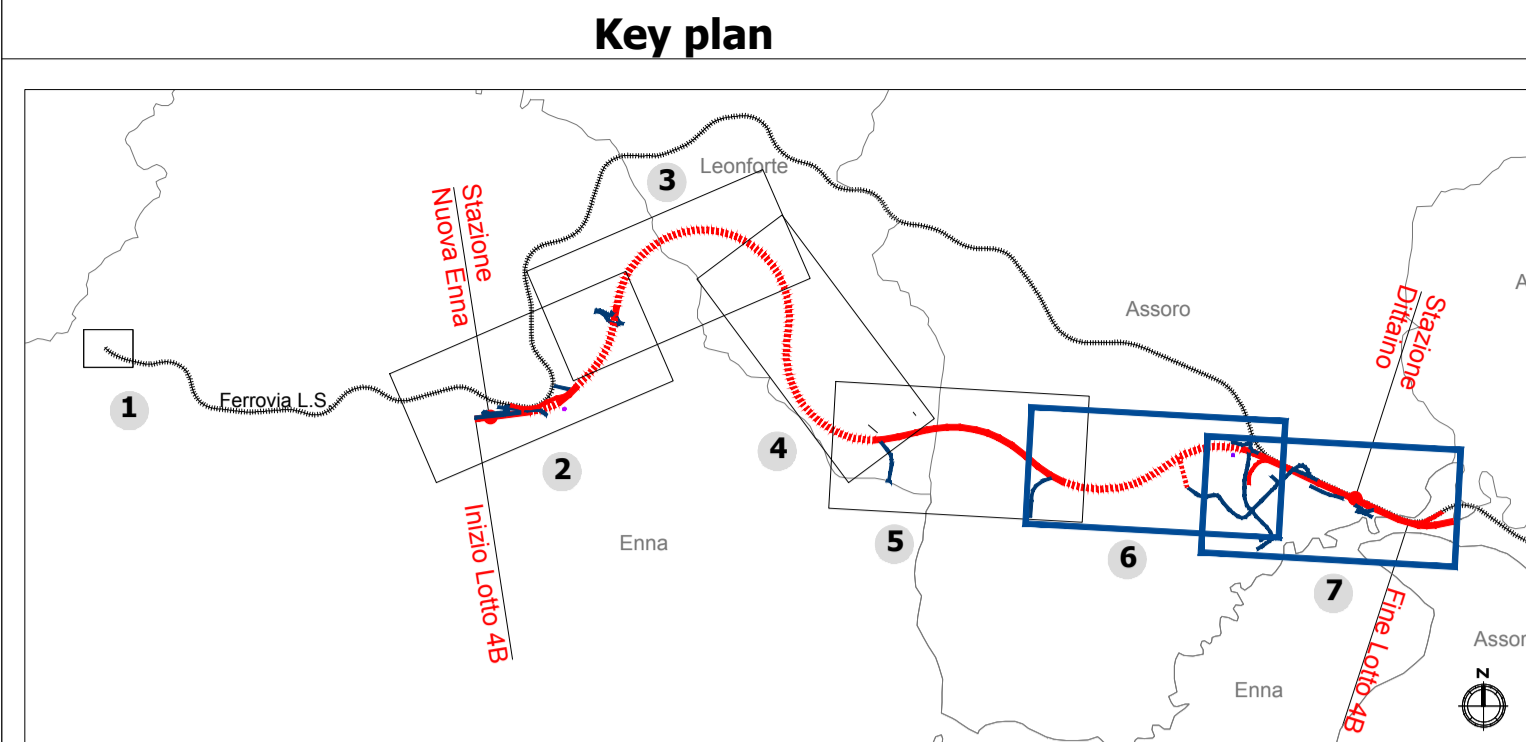 Key plan
Leonforte
3
Stazione
Nuova Enna
Assoro
A
Stazione
Dittaino
Ferrovia L.S
1
2
4
Inizio Lotto 4B
Enna
5
6
7
Fine Lotto 4B
Assor
Enna
N